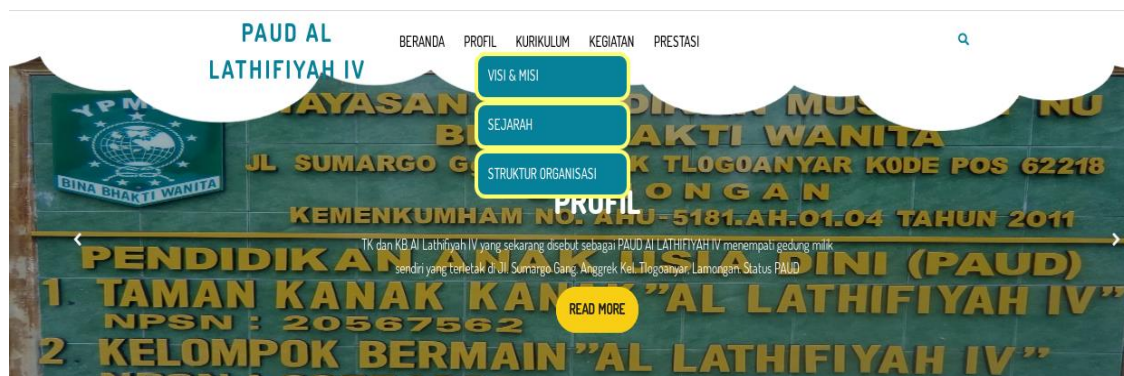 PAUD AL
LATHIFIYAH IV
BERANDA PROFIL KURIKULUM KEGIATAN PRESTASI
VISI & MISI
SEJARAH
STRUKTUR ORGANISASI
YPM
BINA BHAKTI WANITA
YAYASAN NU
BHAKTI WANITA
JL SUMARGO TLOGOANYAR KODE POS 62218
LAMONGAN
KEMENKUMHAM NO. AHU-5181.AH.01.04 TAHUN 2011
PROFIL
TK dan KB Al Lathifiyah IV yang sekarang disebut sebagai PAUD Al LATHIFIYAH IV menempati gedung milik
sendiri yang terletak di Jl. Sumargo Gang. Anggrek Kel. Tlogoanyar, Lamongan. Status PAUD
READ MORE
PENDIDIKAN ANAK USIA DINI (PAUD)
1. TAMAN KANAK KANAK "AL LATHIFIYAH IV"
NPSN : 20567562
2 KELOMPOK BERMAIN "AL LATHIFIYAH IV"